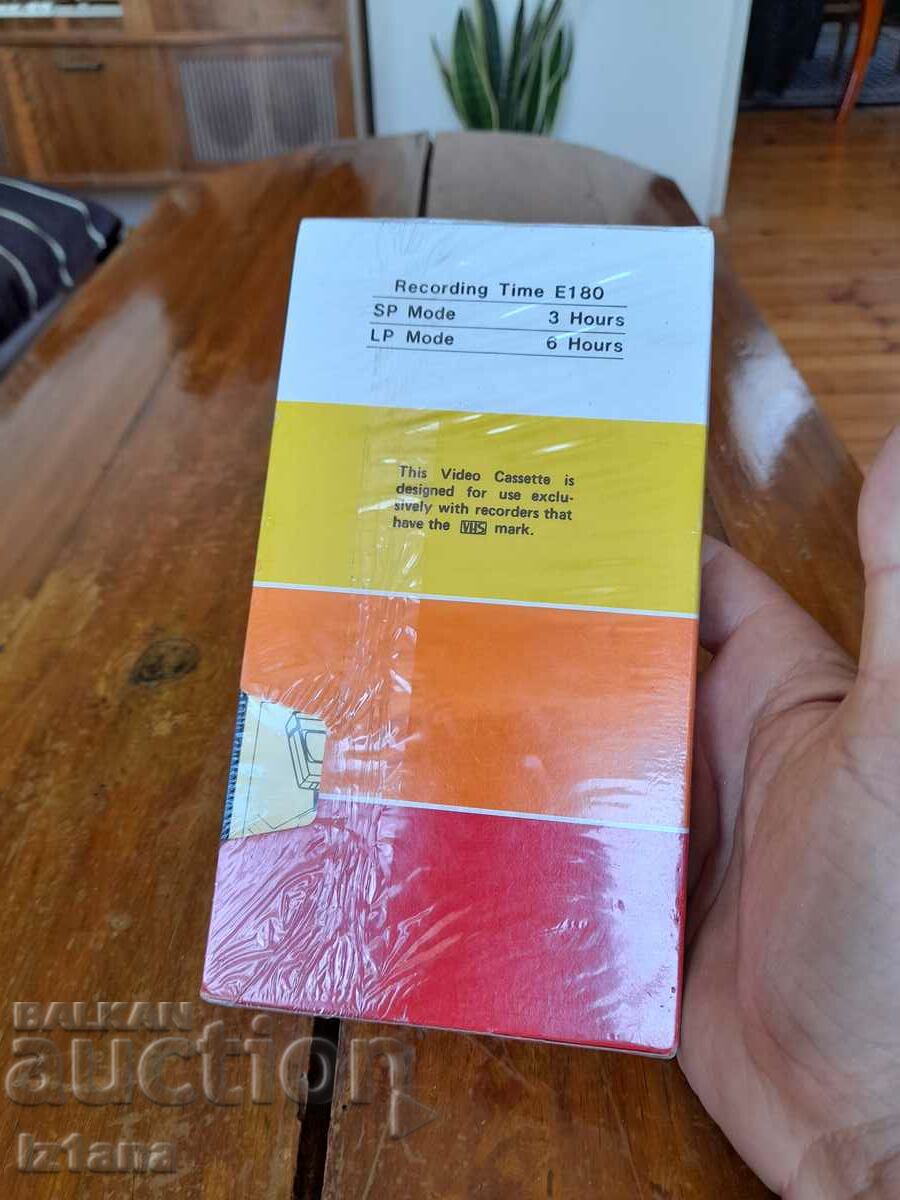 Recording Time E180
SP Mode 3 Hours
LP Mode 6 Hours
This Video Cassette is
designed for use exclu-
sively with recorders that
have the VHS mark.
BALKAN
auction
Iz1ana